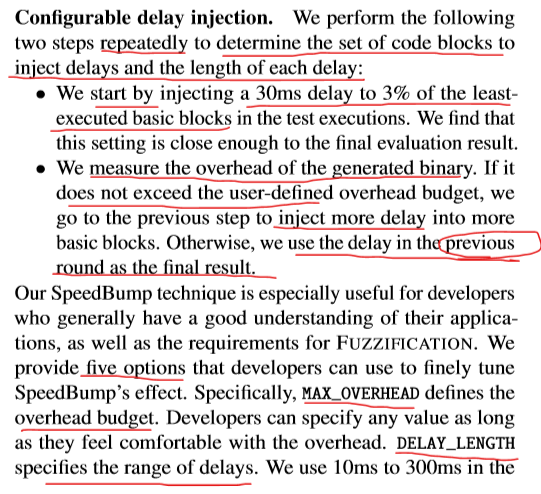 Configurable delay injection. We perform the following
two steps repeatedly to determine the set of code blocks to
inject delays and the length of each delay:
• We start by injecting a 30ms delay to 3% of the least-
executed basic blocks in the test executions. We find that
this setting is close enough to the final evaluation result.
• We measure the overhead of the generated binary. If it
does not exceed the user-defined overhead budget, we
go to the previous step to inject more delay into more
basic blocks. Otherwise, we use the delay in the previous
round as the final result.
Our SpeedBump technique is especially useful for developers
who generally have a good understanding of their applica-
tions, as well as the requirements for FUZZIFICATION. We
provide five options that developers can use to finely tune
SpeedBump's effect. Specifically, MAX_OVERHEAD defines the
overhead budget. Developers can specify any value as long
as they feel comfortable with the overhead. DELAY_LENGTH
specifies the range of delays. We use 10ms to 300ms in the